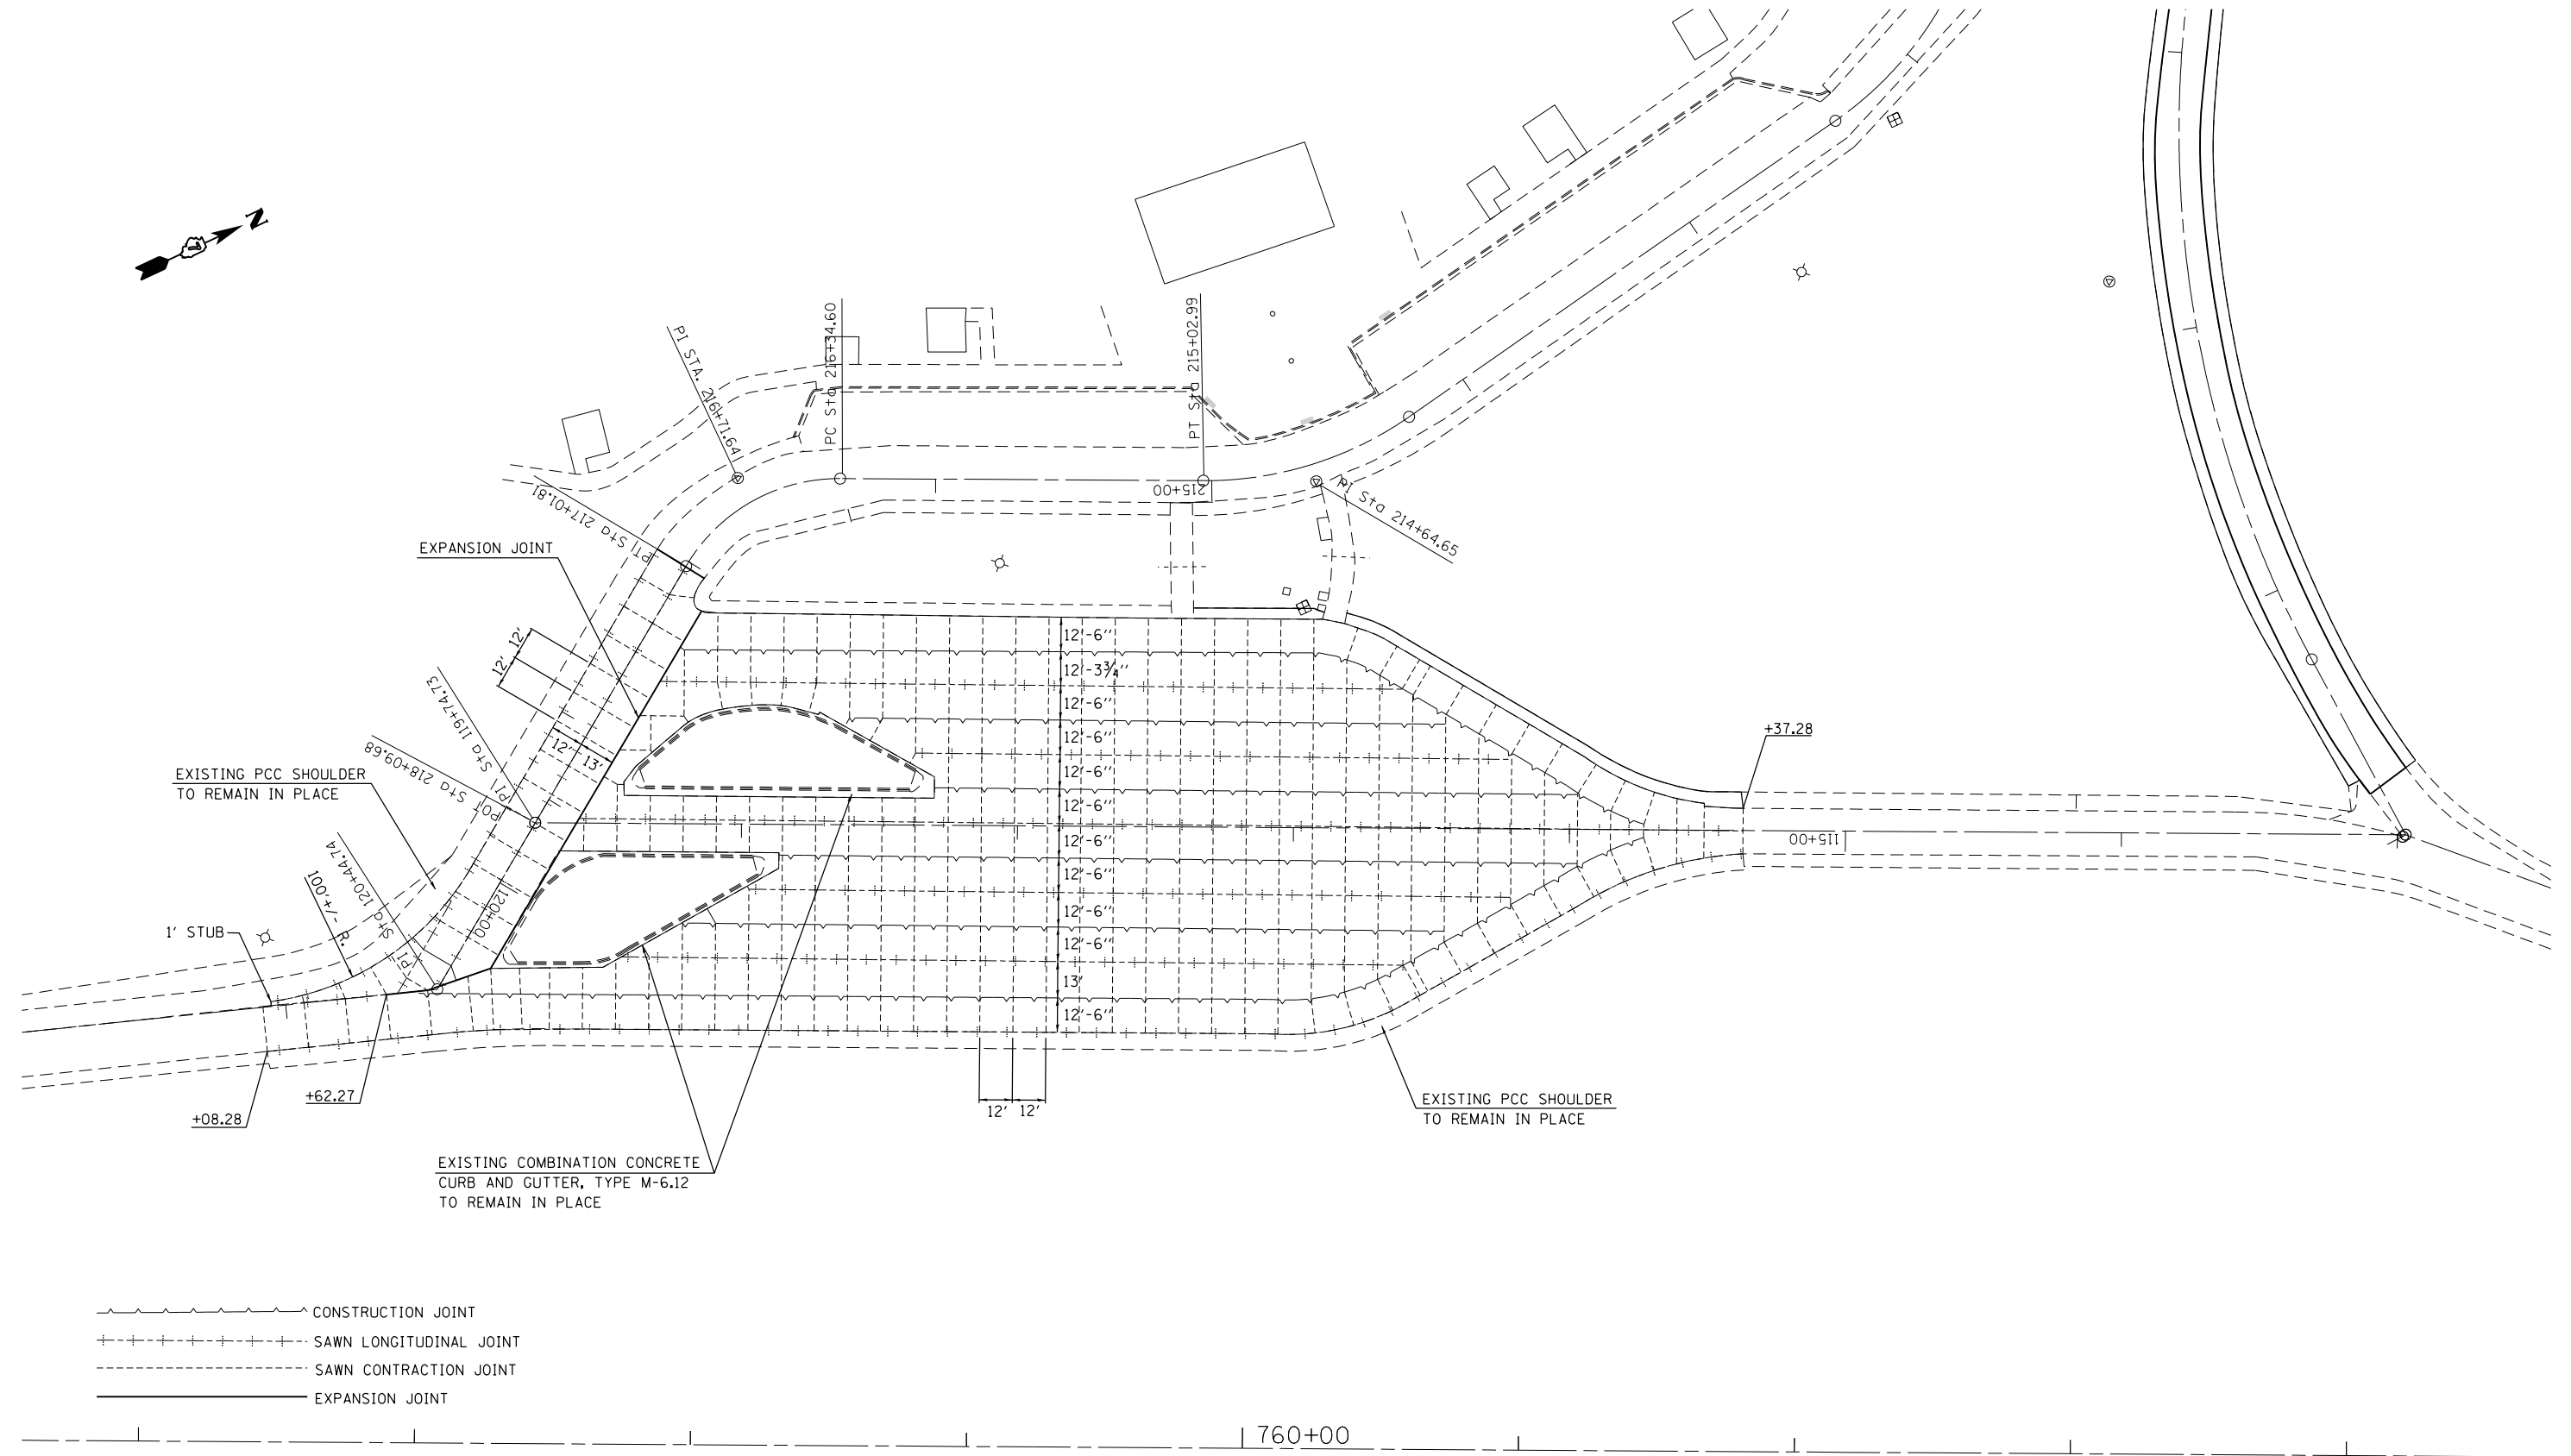 N
PI STA. 216+71.64
PC Sta 216+34.60
PT Sta 215+02.99
215+00
PI Sta 214+64.65
PT Sta 217+01.81
EXPANSION JOINT
12'
12'
PI Sta 119+74.73
POT Sta 218+09.68
12'
13'
EXISTING PCC SHOULDER
TO REMAIN IN PLACE
PI Sta 120+44.74
100'+/- R.
1' STUB
120+00
12'-6''
12'-3¾''
12'-6''
12'-6''
12'-6''
12'-6''
12'-6''
12'-6''
12'-6''
12'-6''
13'
12'-6''
+37.28
115+00
+62.27
+08.28
12'
12'
EXISTING PCC SHOULDER
TO REMAIN IN PLACE
EXISTING COMBINATION CONCRETE
CURB AND GUTTER, TYPE M-6.12
TO REMAIN IN PLACE
CONSTRUCTION JOINT
SAWN LONGITUDINAL JOINT
SAWN CONTRACTION JOINT
EXPANSION JOINT
760+00